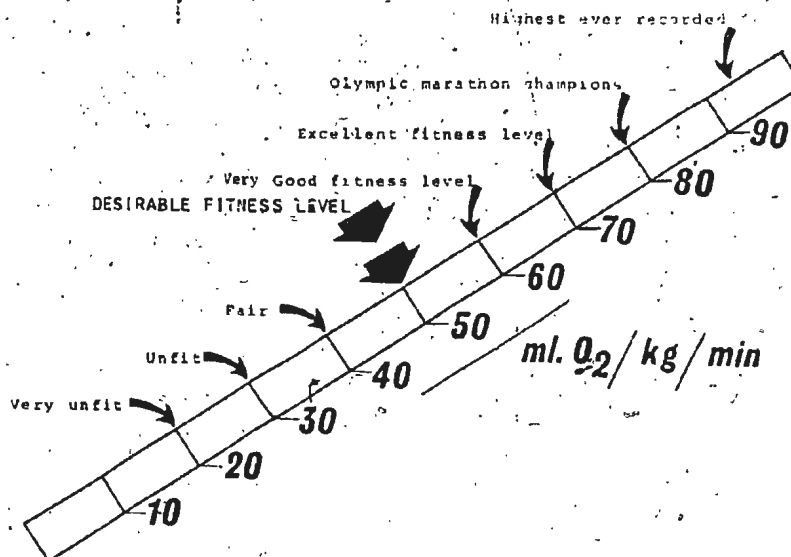 Highest ever recorded
Olympic marathon champions
Excellent fitness level
Very Good fitness level
DESIRABLE FITNESS LEVEL
Fair
Unfit
Very unfit
90
80
70
60
50
40
30
20
10
ml. O2/kg/min